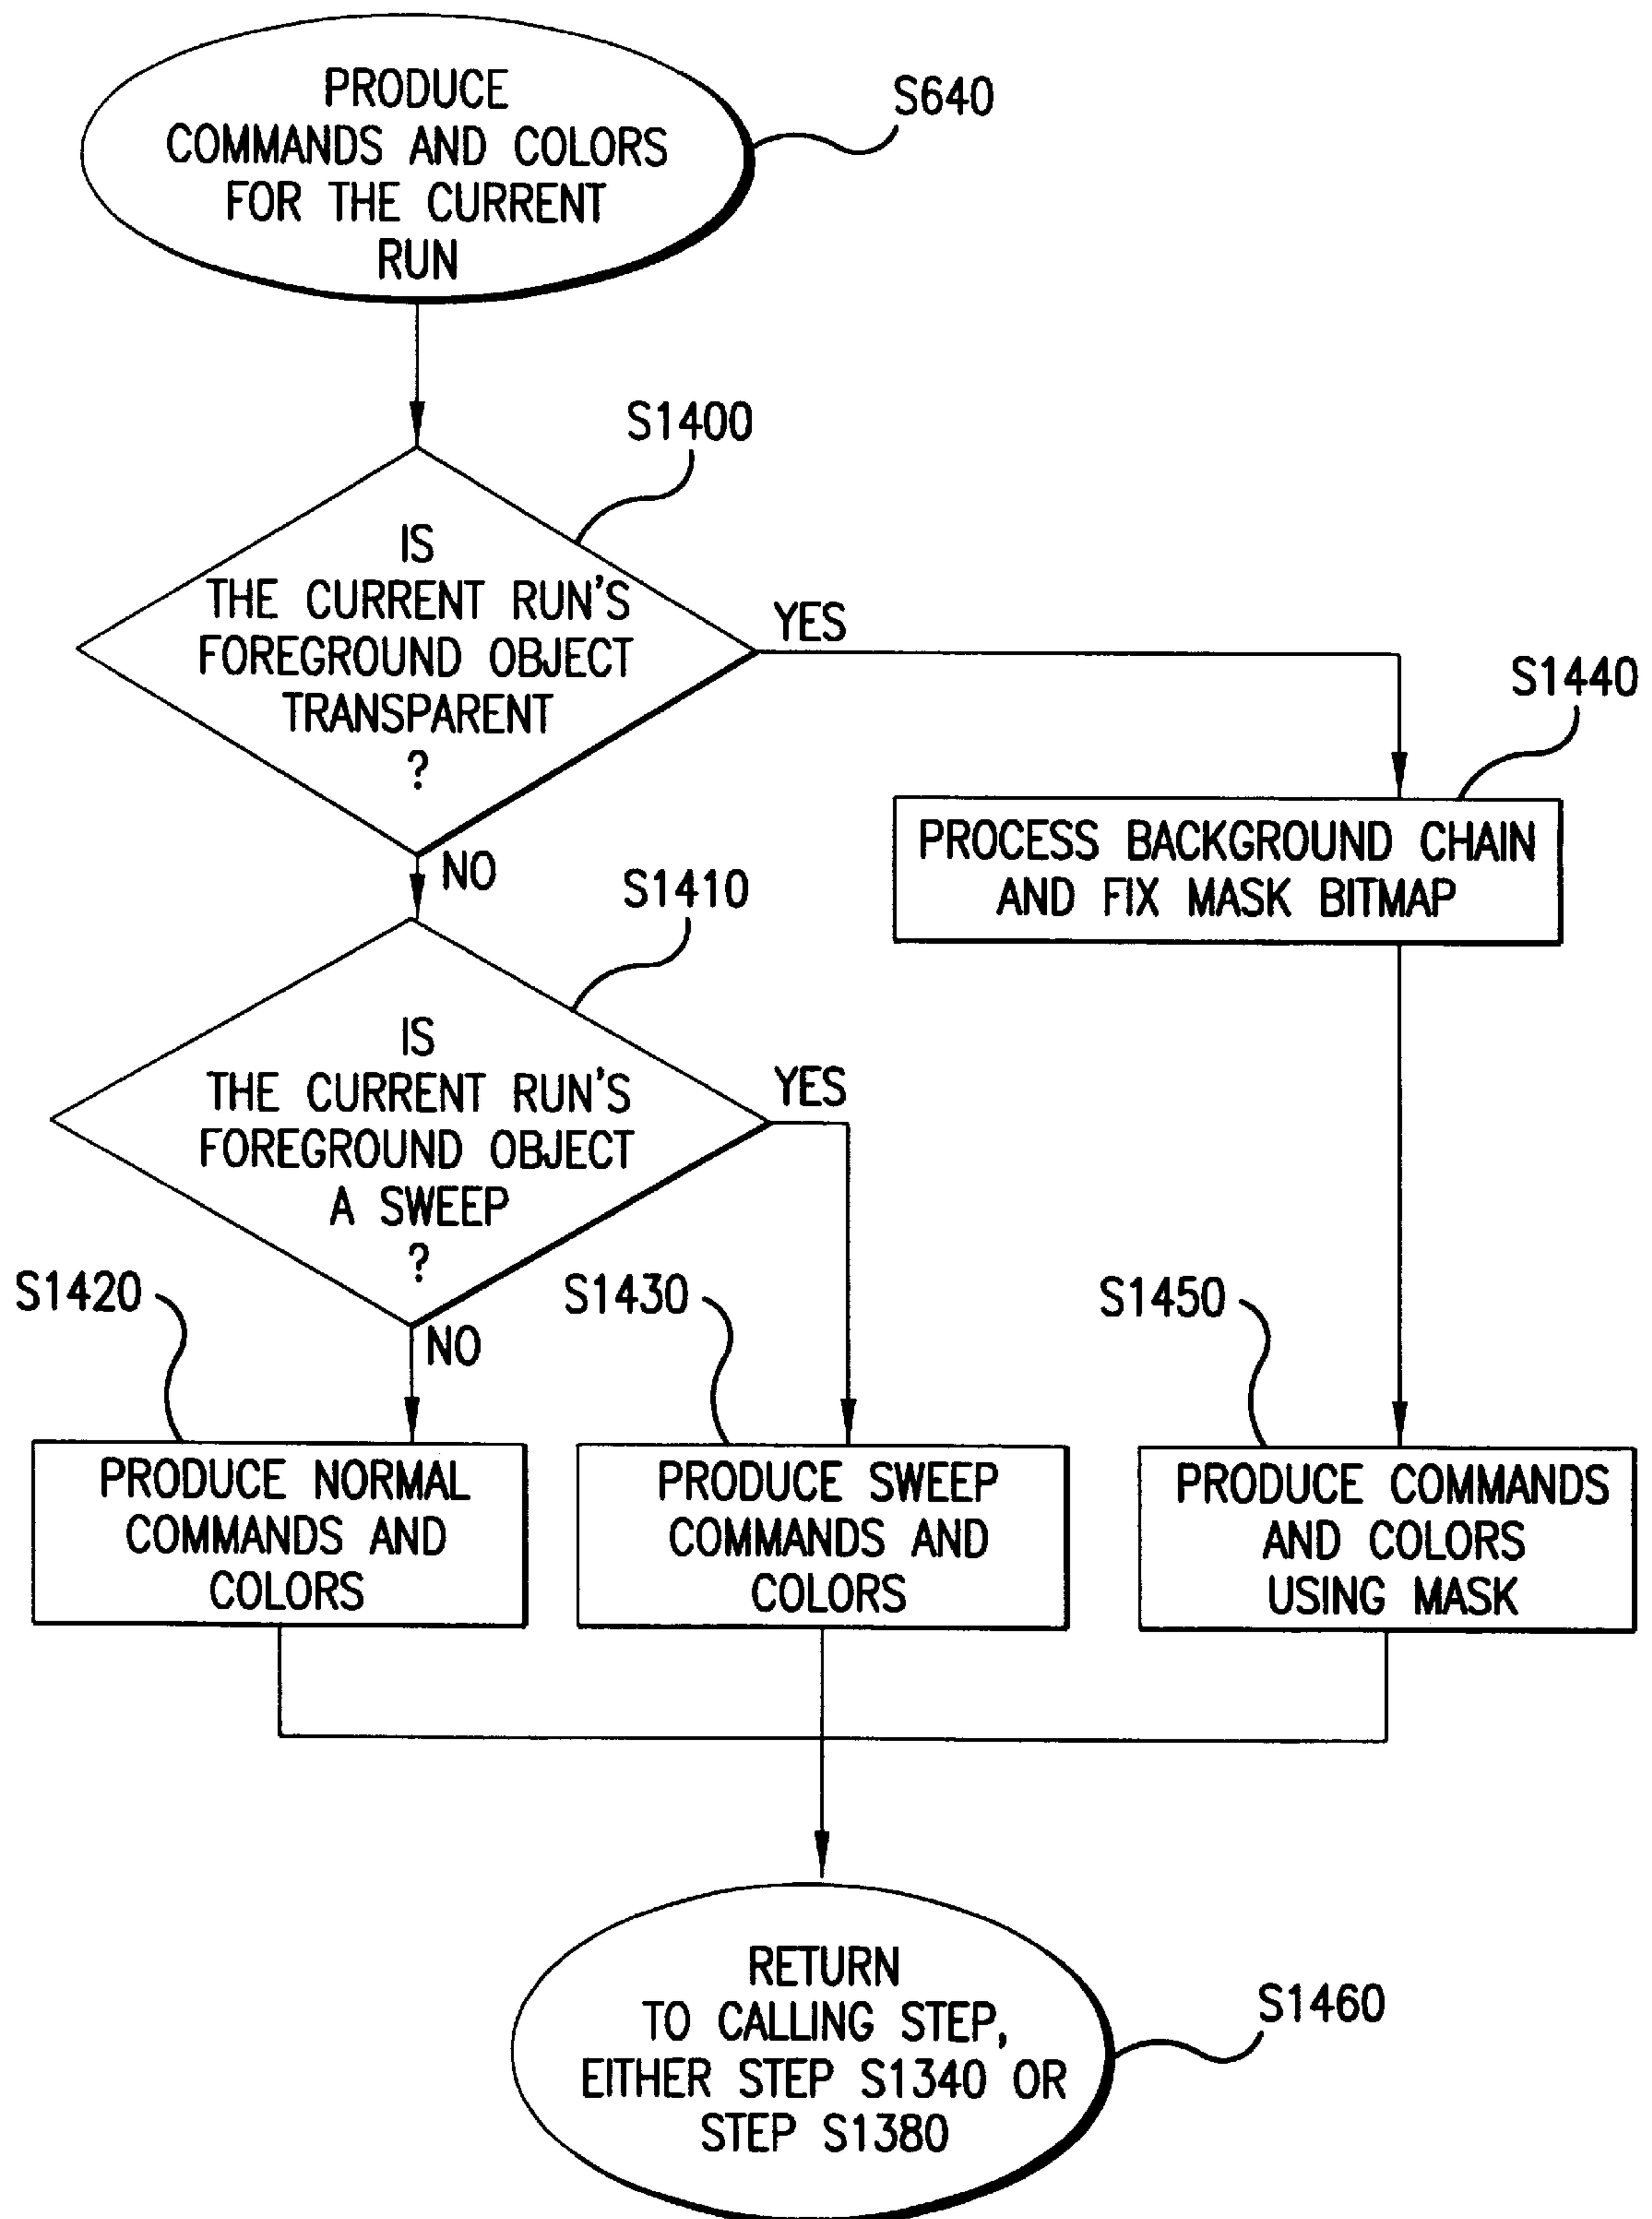 PRODUCE
COMMANDS AND COLORS
FOR THE CURRENT
RUN
S640
S1400
IS
THE CURRENT RUN'S
FOREGROUND OBJECT
TRANSPARENT
?
YES
NO
S1440
PROCESS BACKGROUND CHAIN
AND FIX MASK BITMAP
S1410
IS
THE CURRENT RUN'S
FOREGROUND OBJECT
A SWEEP
?
YES
NO
S1420
PRODUCE NORMAL
COMMANDS AND
COLORS
S1430
PRODUCE SWEEP
COMMANDS AND
COLORS
S1450
PRODUCE COMMANDS
AND COLORS
USING MASK
RETURN
TO CALLING STEP,
EITHER STEP S1340 OR
STEP S1380
S1460